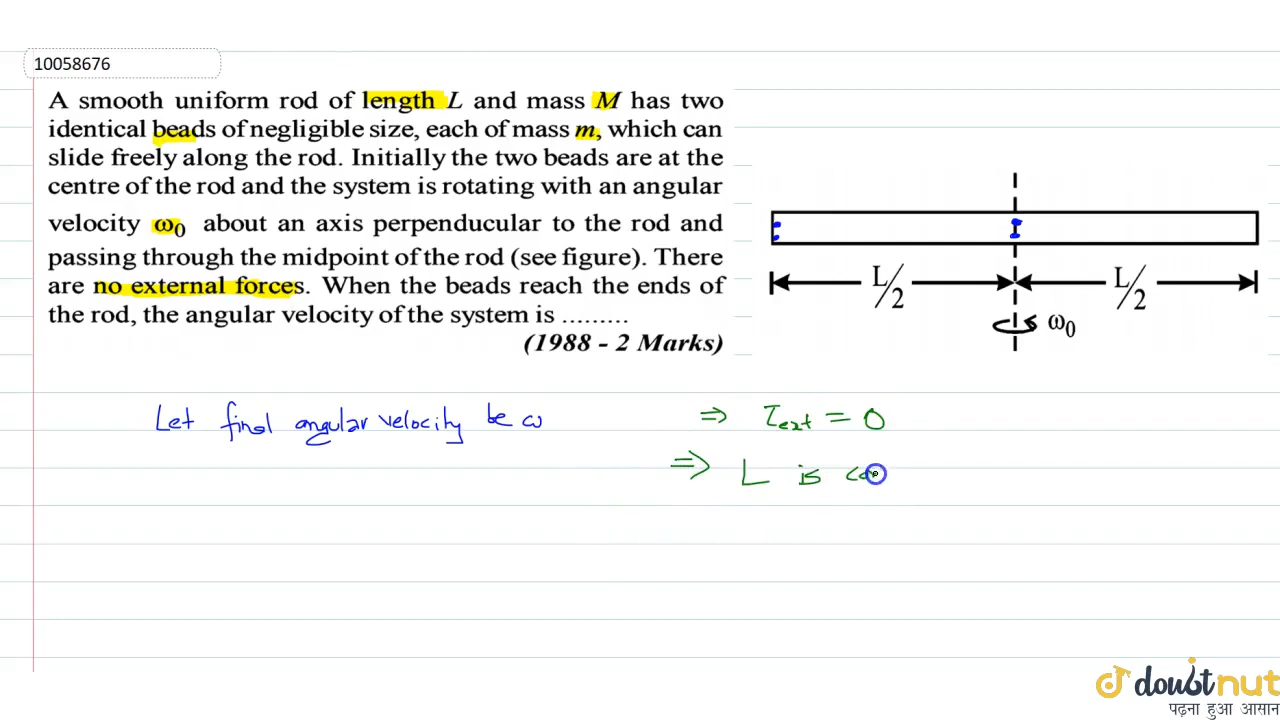 10058676
A smooth uniform rod of length L and mass M has two
identical beads of negligible size, each of mass m, which can
slide freely along the rod. Initially the two beads are at the
centre of the rod and the system is rotating with an angular
velocity ω₀ about an axis perpenducular to the rod and
passing through the midpoint of the rod (see figure). There
are no external forces. When the beads reach the ends of
the rod, the angular velocity of the system is .........
(1988 - 2 Marks)
L/2 L/2
ω₀
Let final angular velocity be ω
⇒ τext = 0
⇒ L is co
doubtnut
पढ़ना हुआ आसान